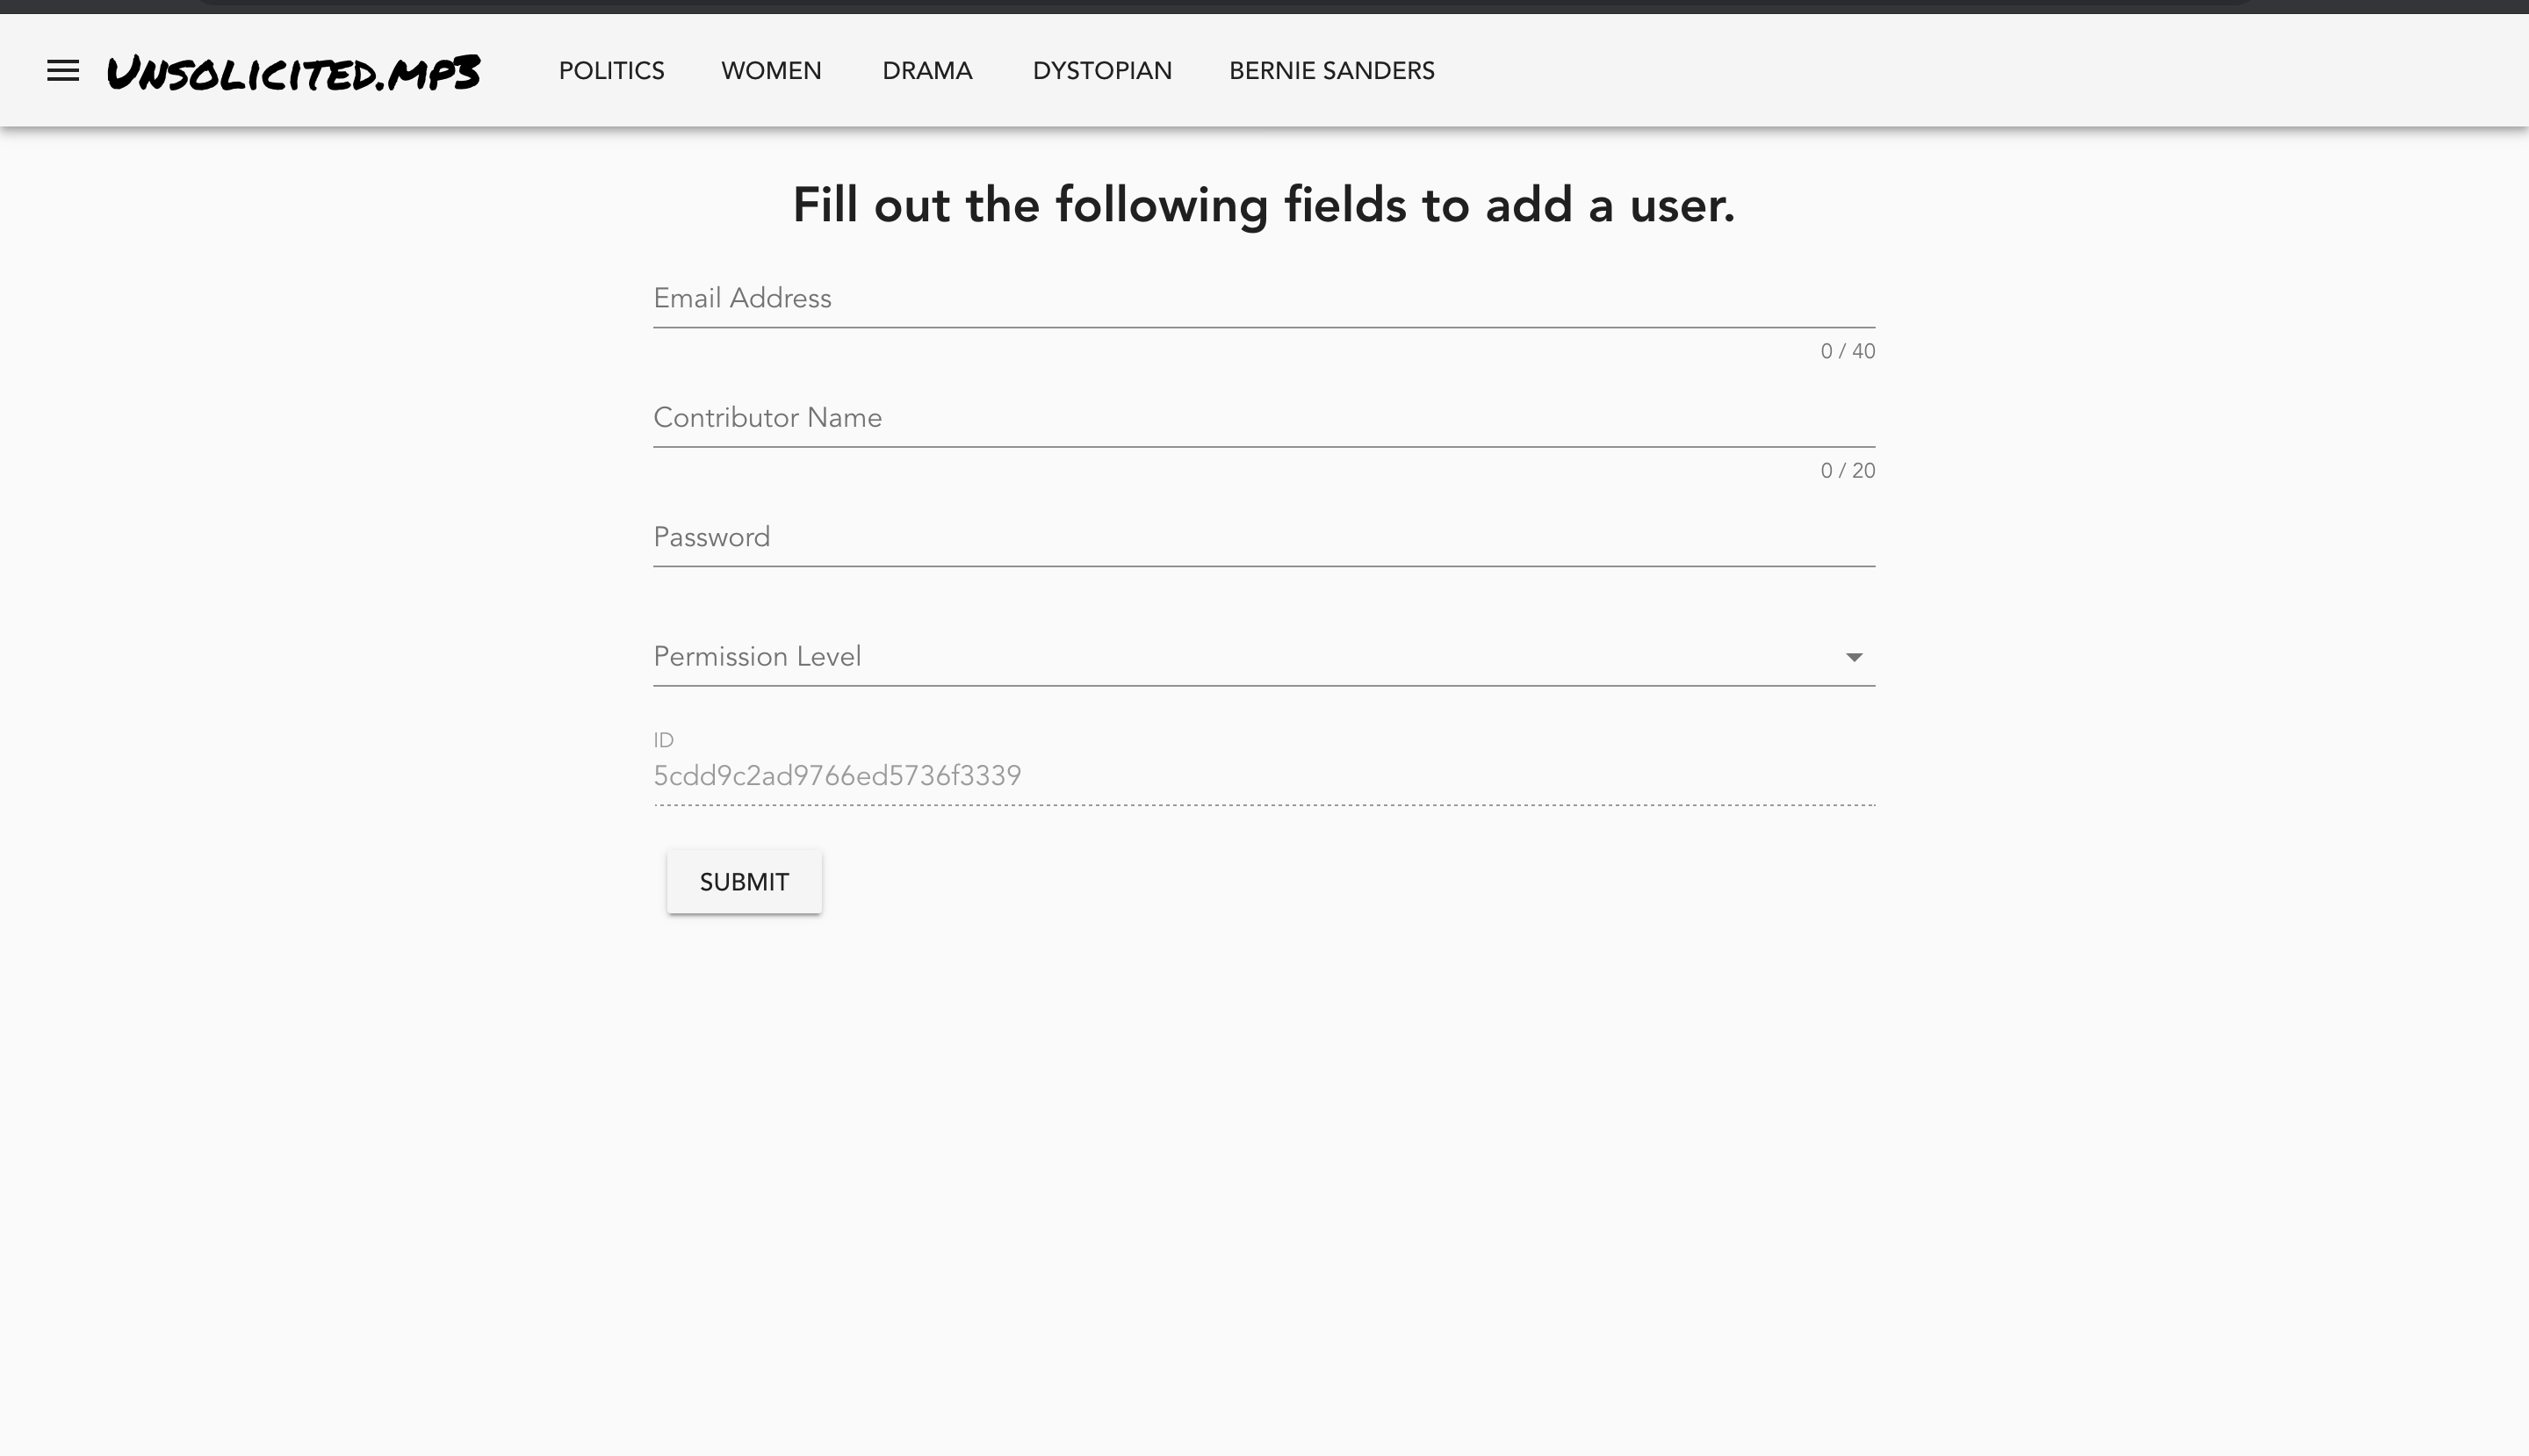 Unsolicited.mp3 POLITICS WOMEN DRAMA DYSTOPIAN BERNIE SANDERS
Fill out the following fields to add a user.
Email Address
0 / 40
Contributor Name
0 / 20
Password
Permission Level
ID
5cdd9c2ad9766ed5736f3339
SUBMIT